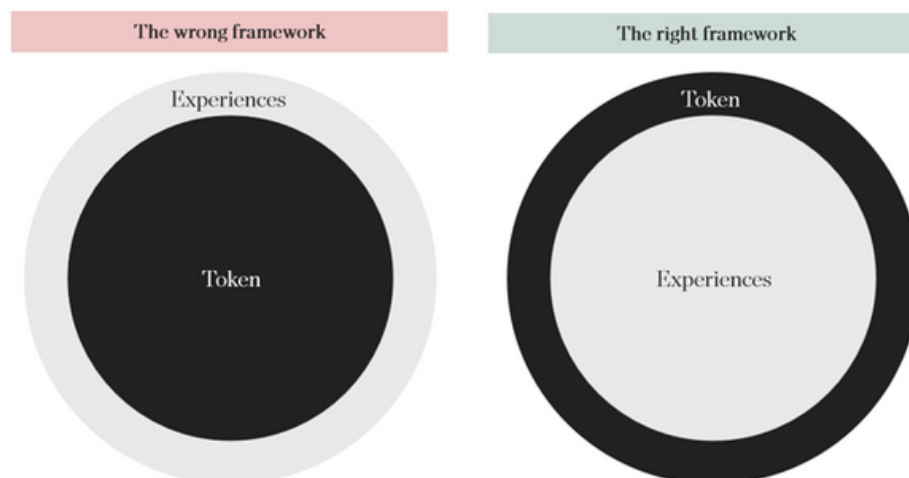 The wrong framework
The right framework
Experiences
Token
Token
Experiences